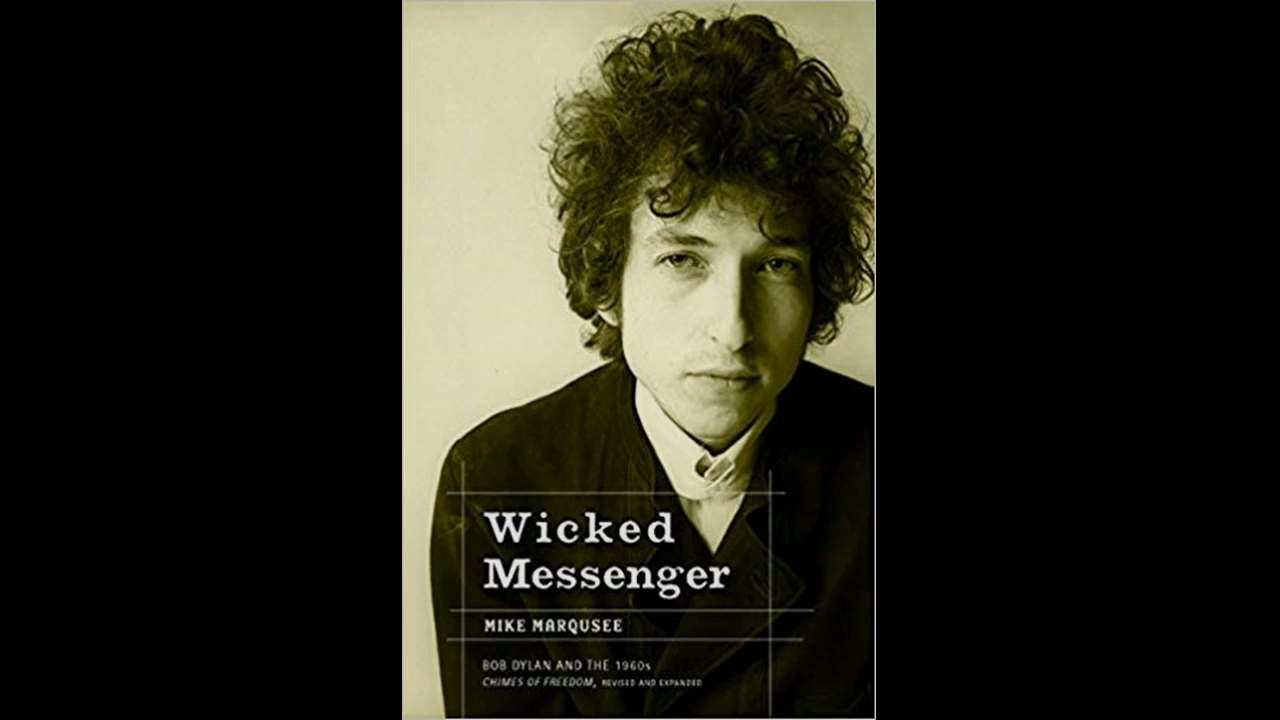 Wicked
Messenger
MIKE MARQUSEE
BOB DYLAN AND THE 1960s
CHIMES OF FREEDOM, REVISED AND EXPANDED